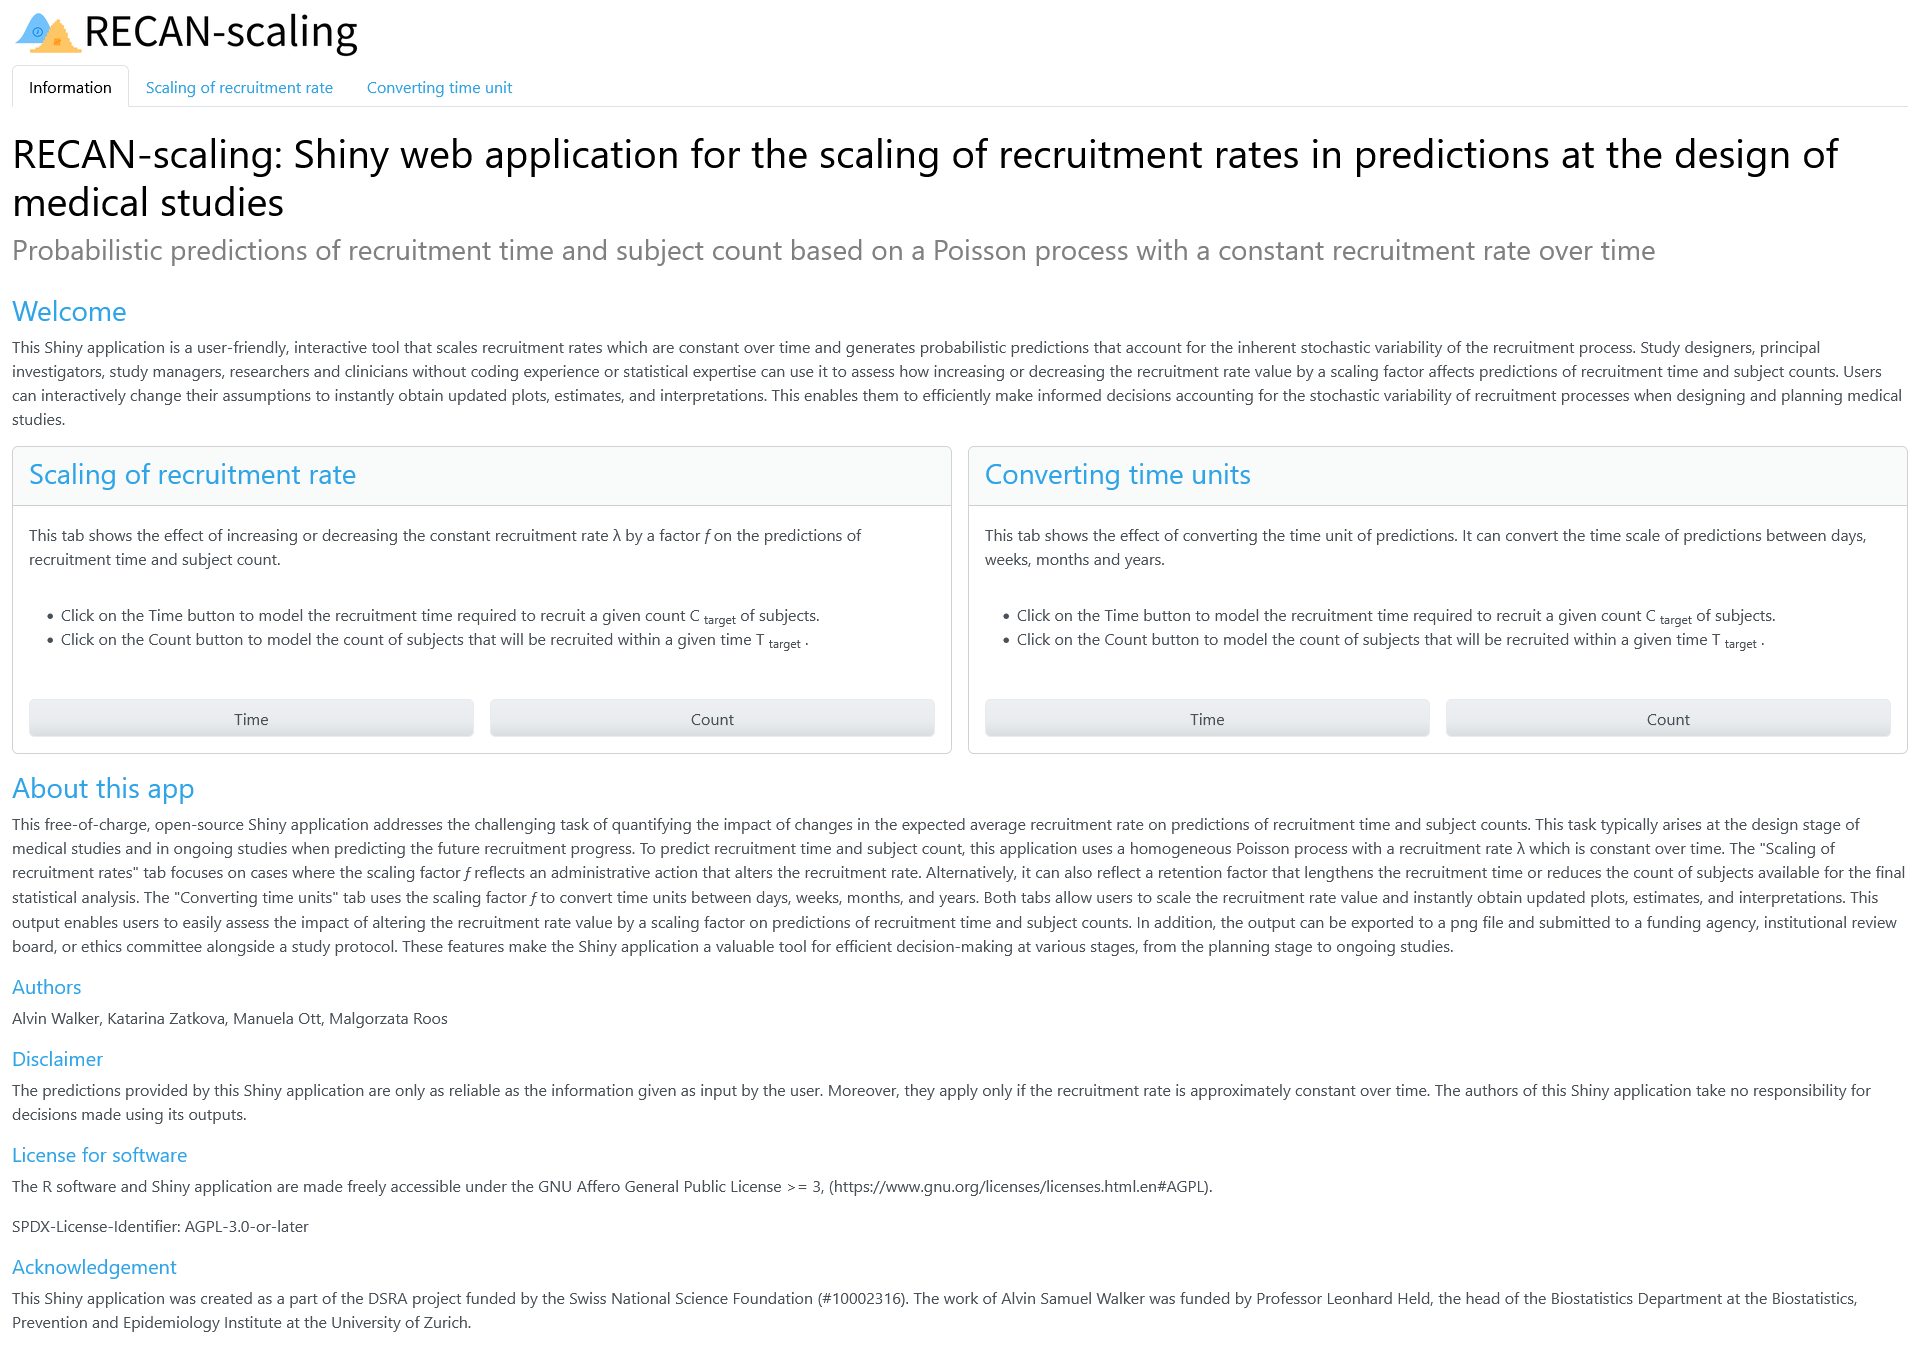 RECAN-scaling
Information
Scaling of recruitment rate
Converting time unit
RECAN-scaling: Shiny web application for the scaling of recruitment rates in predictions at the design of
medical studies
Probabilistic predictions of recruitment time and subject count based on a Poisson process with a constant recruitment rate over time
Welcome
This Shiny application is a user-friendly, interactive tool that scales recruitment rates which are constant over time and generates probabilistic predictions that account for the inherent stochastic variability of the recruitment process. Study designers, principal
investigators, study managers, researchers and clinicians without coding experience or statistical expertise can use it to assess how increasing or decreasing the recruitment rate value by a scaling factor affects predictions of recruitment time and subject counts. Users
can interactively change their assumptions to instantly obtain updated plots, estimates, and interpretations. This enables them to efficiently make informed decisions accounting for the stochastic variability of recruitment processes when designing and planning medical
studies.
Scaling of recruitment rate
This tab shows the effect of increasing or decreasing the constant recruitment rate λ by a factor f on the predictions of
recruitment time and subject count.
• Click on the Time button to model the recruitment time required to recruit a given count C target of subjects.
• Click on the Count button to model the count of subjects that will be recruited within a given time T target .
Time
Count
Converting time units
This tab shows the effect of converting the time unit of predictions. It can convert the time scale of predictions between days,
weeks, months and years.
• Click on the Time button to model the recruitment time required to recruit a given count C target of subjects.
• Click on the Count button to model the count of subjects that will be recruited within a given time T target .
Time
Count
About this app
This free-of-charge, open-source Shiny application addresses the challenging task of quantifying the impact of changes in the expected average recruitment rate on predictions of recruitment time and subject counts. This task typically arises at the design stage of
medical studies and in ongoing studies when predicting the future recruitment progress. To predict recruitment time and subject count, this application uses a homogeneous Poisson process with a recruitment rate λ which is constant over time. The "Scaling of
recruitment rates" tab focuses on cases where the scaling factor f reflects an administrative action that alters the recruitment rate. Alternatively, it can also reflect a retention factor that lengthens the recruitment time or reduces the count of subjects available for the final
statistical analysis. The "Converting time units" tab uses the scaling factor f to convert time units between days, weeks, months, and years. Both tabs allow users to scale the recruitment rate value and instantly obtain updated plots, estimates, and interpretations. This
output enables users to easily assess the impact of altering the recruitment rate value by a scaling factor on predictions of recruitment time and subject counts. In addition, the output can be exported to a png file and submitted to a funding agency, institutional review
board, or ethics committee alongside a study protocol. These features make the Shiny application a valuable tool for efficient decision-making at various stages, from the planning stage to ongoing studies.
Authors
Alvin Walker, Katarina Zatkova, Manuela Ott, Malgorzata Roos
Disclaimer
The predictions provided by this Shiny application are only as reliable as the information given as input by the user. Moreover, they apply only if the recruitment rate is approximately constant over time. The authors of this Shiny application take no responsibility for
decisions made using its outputs.
License for software
The R software and Shiny application are made freely accessible under the GNU Affero General Public License >= 3, (https://www.gnu.org/licenses/licenses.html.en#AGPL).
SPDX-License-Identifier: AGPL-3.0-or-later
Acknowledgement
This Shiny application was created as a part of the DSRA project funded by the Swiss National Science Foundation (#10002316). The work of Alvin Samuel Walker was funded by Professor Leonhard Held, the head of the Biostatistics Department at the Biostatistics,
Prevention and Epidemiology Institute at the University of Zurich.